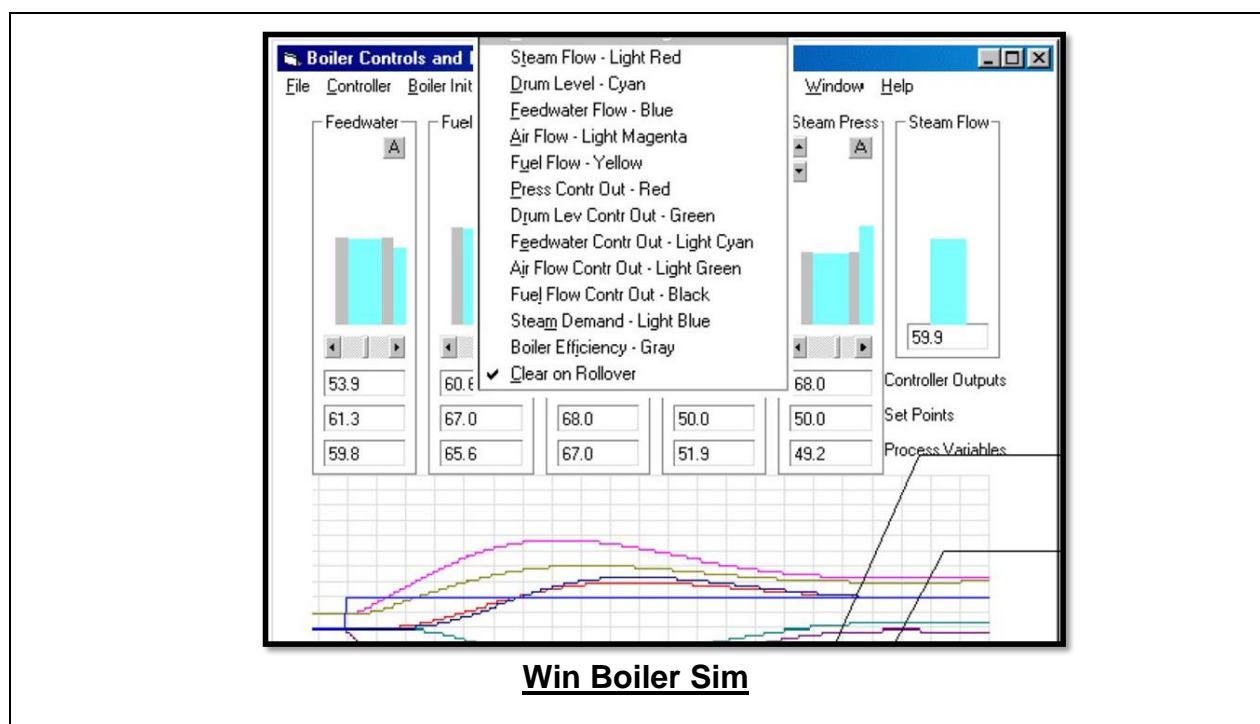 Boiler Controls and
File Controller Boiler Init Window Help
Steam Flow - Light Red
Drum Level - Cyan
Feedwater Flow - Blue
Air Flow - Light Magenta
Fuel Flow - Yellow
Press Contr Out - Red
Drum Lev Contr Out - Green
Feedwater Contr Out - Light Cyan
Air Flow Contr Out - Light Green
Fuel Flow Contr Out - Black
Steam Demand - Light Blue
Boiler Efficiency - Gray
✓ Clear on Rollover
Feedwater Fuel Steam Press Steam Flow
A A
59.9
53.9 60.6 68.0 Controller Outputs
61.3 67.0 68.0 50.0 50.0 Set Points
59.8 65.6 67.0 51.9 49.2 Process Variables
Win Boiler Sim